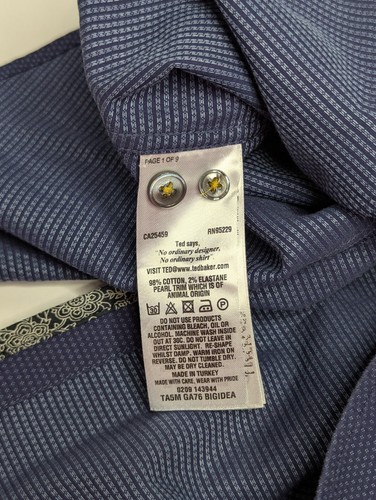 PAGE 1 OF 9
CA25459 RN95229
Ted says,
"No ordinary designer,
No ordinary shirt".
VISIT TED@www.tedbaker.com
98% COTTON, 2% ELASTANE
PEARL TRIM WHICH IS OF
ANIMAL ORIGIN
30 P
DO NOT USE PRODUCTS
CONTAINING BLEACH, OIL OR
ALCOHOL. MACHINE WASH INSIDE
OUT AT 30C. DO NOT LEAVE IN
DIRECT SUNLIGHT. RE-SHAPE
WHILST DAMP. WARM IRON ON
REVERSE. DO NOT TUMBLE DRY.
MAY BE DRY CLEANED.
MADE IN TURKEY
MADE WITH CARE, WEAR WITH PRIDE
0209 143944
TA5M GA76 BIGIDEA